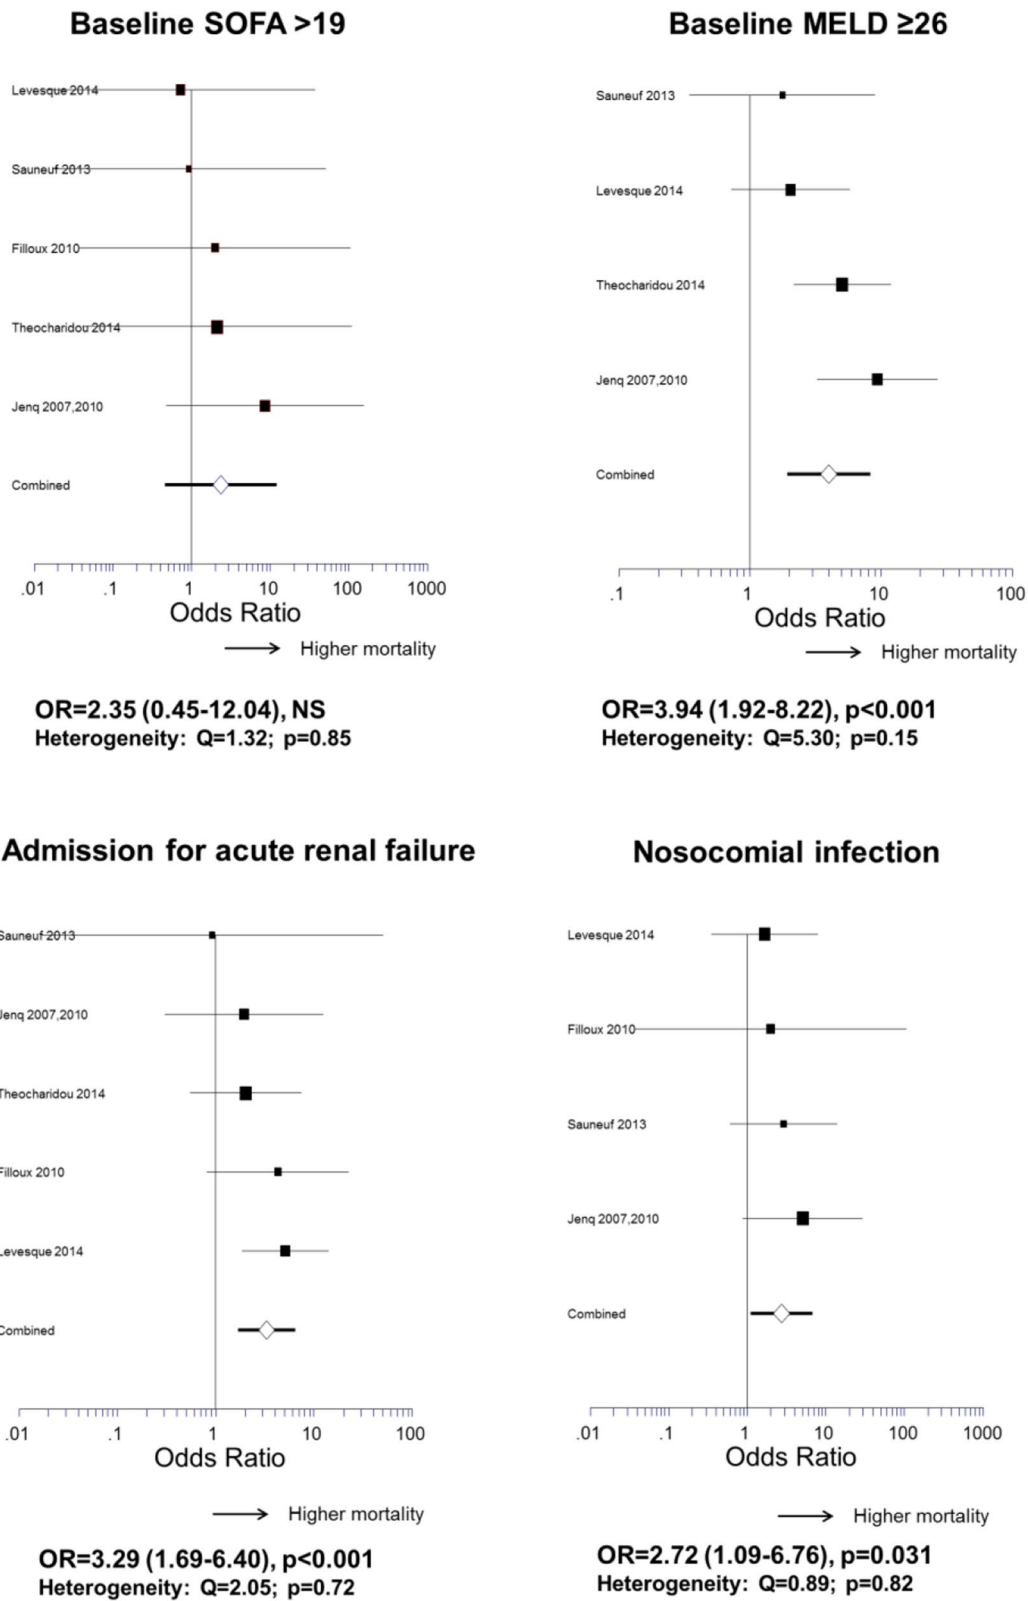 Baseline SOFA >19
Levesque 2014
Sauneuf 2013
Filloux 2010
Theocharidou 2014
Jenq 2007,2010
Combined
.01 .1 1 10 100 1000
Odds Ratio
Higher mortality
OR=2.35 (0.45-12.04), NS
Heterogeneity: Q=1.32; p=0.85
Baseline MELD ≥26
Sauneuf 2013
Levesque 2014
Theocharidou 2014
Jenq 2007,2010
Combined
.1 1 10 100
Odds Ratio
Higher mortality
OR=3.94 (1.92-8.22), p<0.001
Heterogeneity: Q=5.30; p=0.15
Admission for acute renal failure
Sauneuf 2013
Jenq 2007,2010
Theocharidou 2014
Filloux 2010
Levesque 2014
Combined
.01 .1 1 10 100
Odds Ratio
Higher mortality
OR=3.29 (1.69-6.40), p<0.001
Heterogeneity: Q=2.05; p=0.72
Nosocomial infection
Levesque 2014
Filloux 2010
Sauneuf 2013
Jenq 2007,2010
Combined
.01 .1 1 10 100 1000
Odds Ratio
Higher mortality
OR=2.72 (1.09-6.76), p=0.031
Heterogeneity: Q=0.89; p=0.82